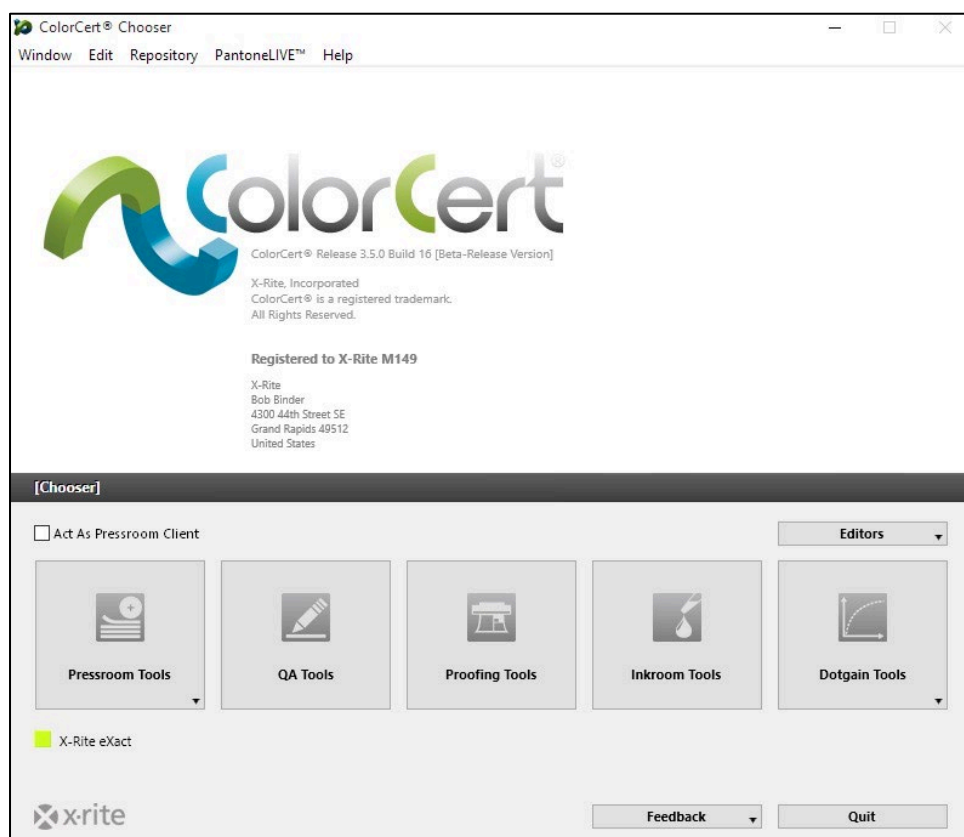 ColorCert® Chooser
Window Edit Repository PantoneLIVE™ Help
ColorCert®
ColorCert® Release 3.5.0 Build 16 [Beta-Release Version]
X-Rite, Incorporated
ColorCert® is a registered trademark.
All Rights Reserved.
Registered to X-Rite M149
X-Rite
Bob Binder
4300 44th Street SE
Grand Rapids 49512
United States
[Chooser]
Act As Pressroom Client
Editors
Pressroom Tools
QA Tools
Proofing Tools
Inkroom Tools
Dotgain Tools
X-Rite eXact
x·rite
Feedback
Quit